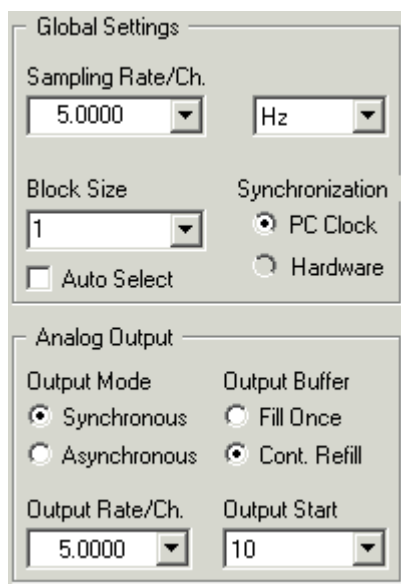 Global Settings
Sampling Rate/Ch.
5.0000 Hz
Block Size Synchronization
1 PC Clock
Auto Select Hardware
Analog Output
Output Mode Output Buffer
Synchronous Fill Once
Asynchronous Cont. Refill
Output Rate/Ch. Output Start
5.0000 10